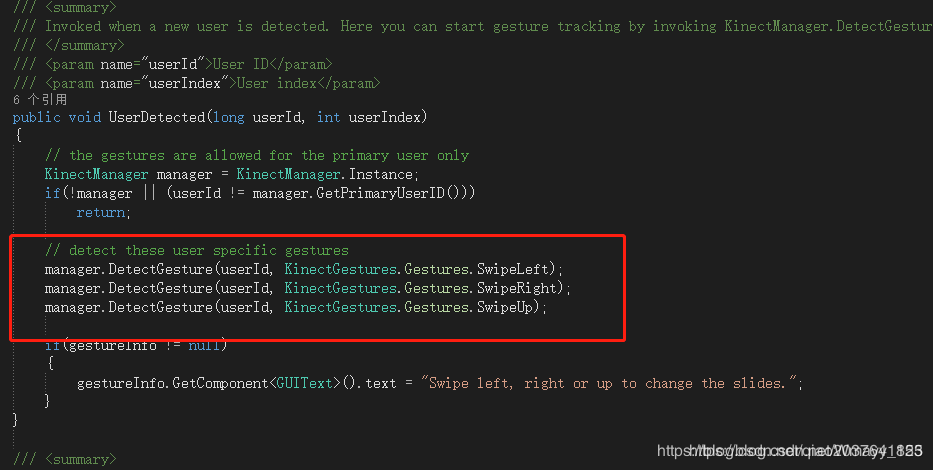 /// <summary>
/// Invoked when a new user is detected. Here you can start gesture tracking by invoking KinectManager.DetectGestur
/// </summary>
/// <param name="userId">User ID</param>
/// <param name="userIndex">User index</param>
6 个引用
public void UserDetected(long userId, int userIndex)
{
// the gestures are allowed for the primary user only
KinectManager manager = KinectManager.Instance;
if(!manager || (userId != manager.GetPrimaryUserID()))
return;
// detect these user specific gestures
manager.DetectGesture(userId, KinectGestures.Gestures.SwipeLeft);
manager.DetectGesture(userId, KinectGestures.Gestures.SwipeRight);
manager.DetectGesture(userId, KinectGestures.Gestures.SwipeUp);
if(gestureInfo != null)
{
gestureInfo.GetComponent<GUIText>().text = "Swipe left, right or up to change the slides.";
}
}
/// <summary>